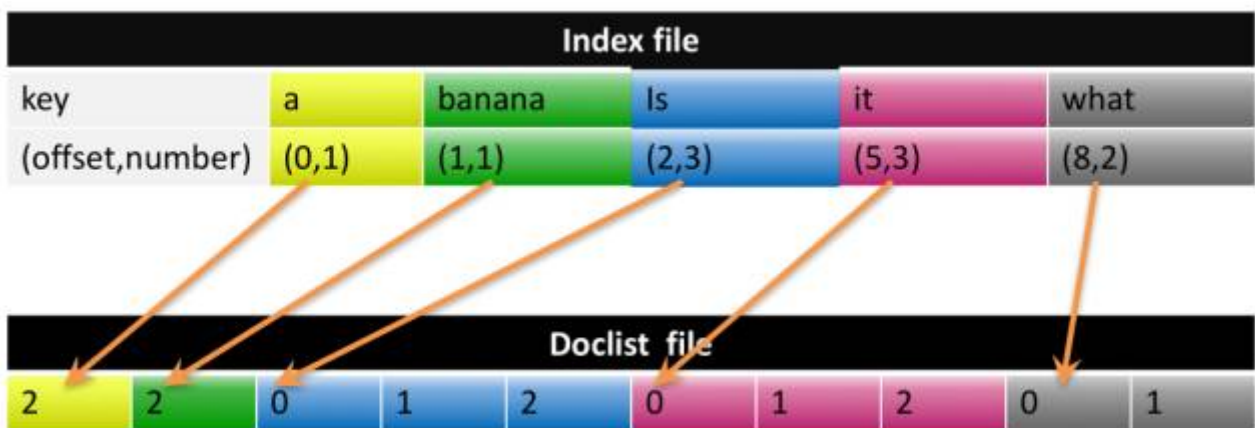 Index file
key a banana Is it what
(offset,number) (0,1) (1,1) (2,3) (5,3) (8,2)
Doclist file
2 2 0 1 2 0 1 2 0 1